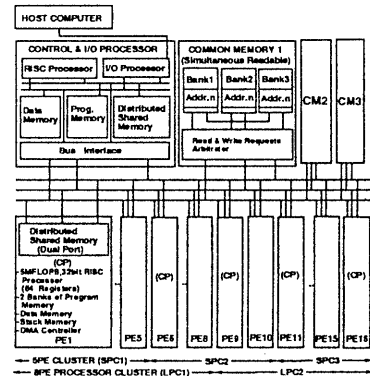 HOST COMPUTER
CONTROL & I/O PROCESSOR
RISC Processor
I/O Processor
Data Memory
Prog. Memory
Distributed Shared Memory
Bus Interface
COMMON MEMORY 1
(Simultaneous Readable)
Bank1 Bank2 Bank3
Addr.n Addr.n Addr.n
Read & Write Requests
Arbitrator
CM2
CM3
Distributed
Shared Memory
(Dual Port)
(CP)
-5MFLOPS,32bit RISC
Processor
(64 Registers)
-2 Banks of Program
Memory
-Data Memory
-Stack Memory
-DMA Controller
PE1
PE5
(CP)
PE6
PE8
(CP)
PE9
PE10
(CP)
PE11
PE15
(CP)
PE16
5PE CLUSTER (SPC1) SPC2 SPC3
8PE PROCESSOR CLUSTER (LPC1) LPC2